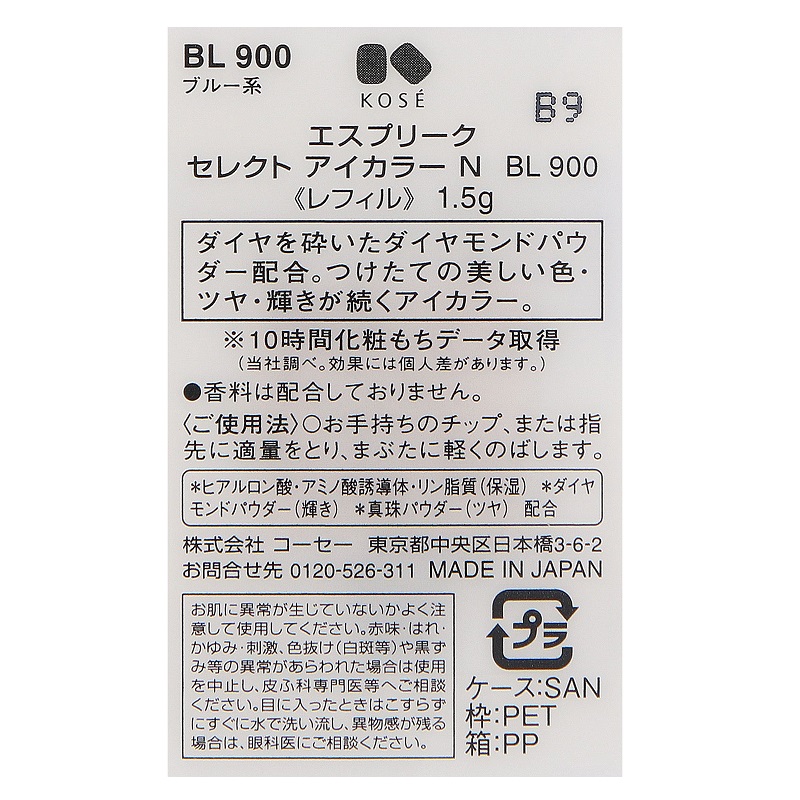 BL 900
ブルー系
KOSÉ
B9
エスプリーク
セレクト アイカラー N BL 900
《レフィル》 1.5g
ダイヤを砕いたダイヤモンドパウ
ダー配合。つけたての美しい色・
ツヤ・輝きが続くアイカラー。
※10時間化粧もちデータ取得
(当社調べ。効果には個人差があります。)
●香料は配合しておりません。
〈ご使用法〉○お手持ちのチップ、または指
先に適量をとり、まぶたに軽くのばします。
*ヒアルロン酸・アミノ酸誘導体・リン脂質(保湿) *ダイヤ
モンドパウダー(輝き) *真珠パウダー(ツヤ) 配合
株式会社 コーセー 東京都中央区日本橋3-6-2
お問合せ先 0120-526-311 MADE IN JAPAN
お肌に異常が生じていないかよく注
意して使用してください。赤味・はれ・
かゆみ・刺激、色抜け(白斑等)や黒ず
み等の異常があらわれた場合は使用
を中止し、皮ふ科専門医等へご相談
ください。目に入ったときはこすらず
にすぐに水で洗い流し、異物感が残る
場合は、眼科医にご相談ください。
プラ
ケース:SAN
枠:PET
箱:PP